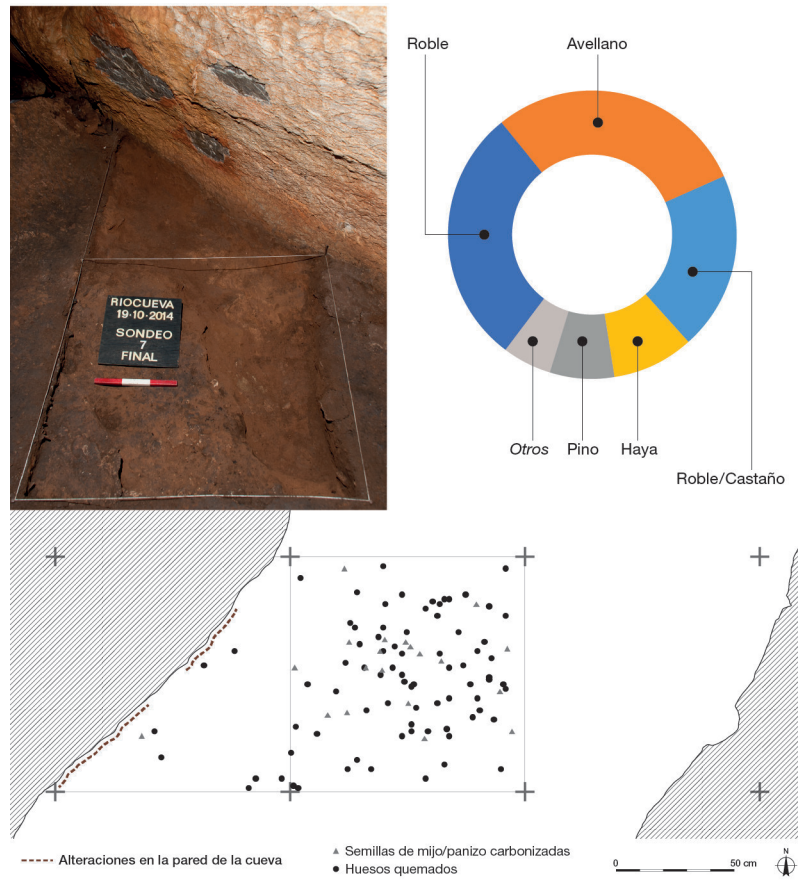 Roble
Avellano
RIOCUEVA
19·10·2014
SONDEO
7
FINAL
Otros
Pino
Haya
Roble/Castaño
Alteraciones en la pared de la cueva
Semillas de mijo/panizo carbonizadas
Huesos quemados
0
50 cm
N